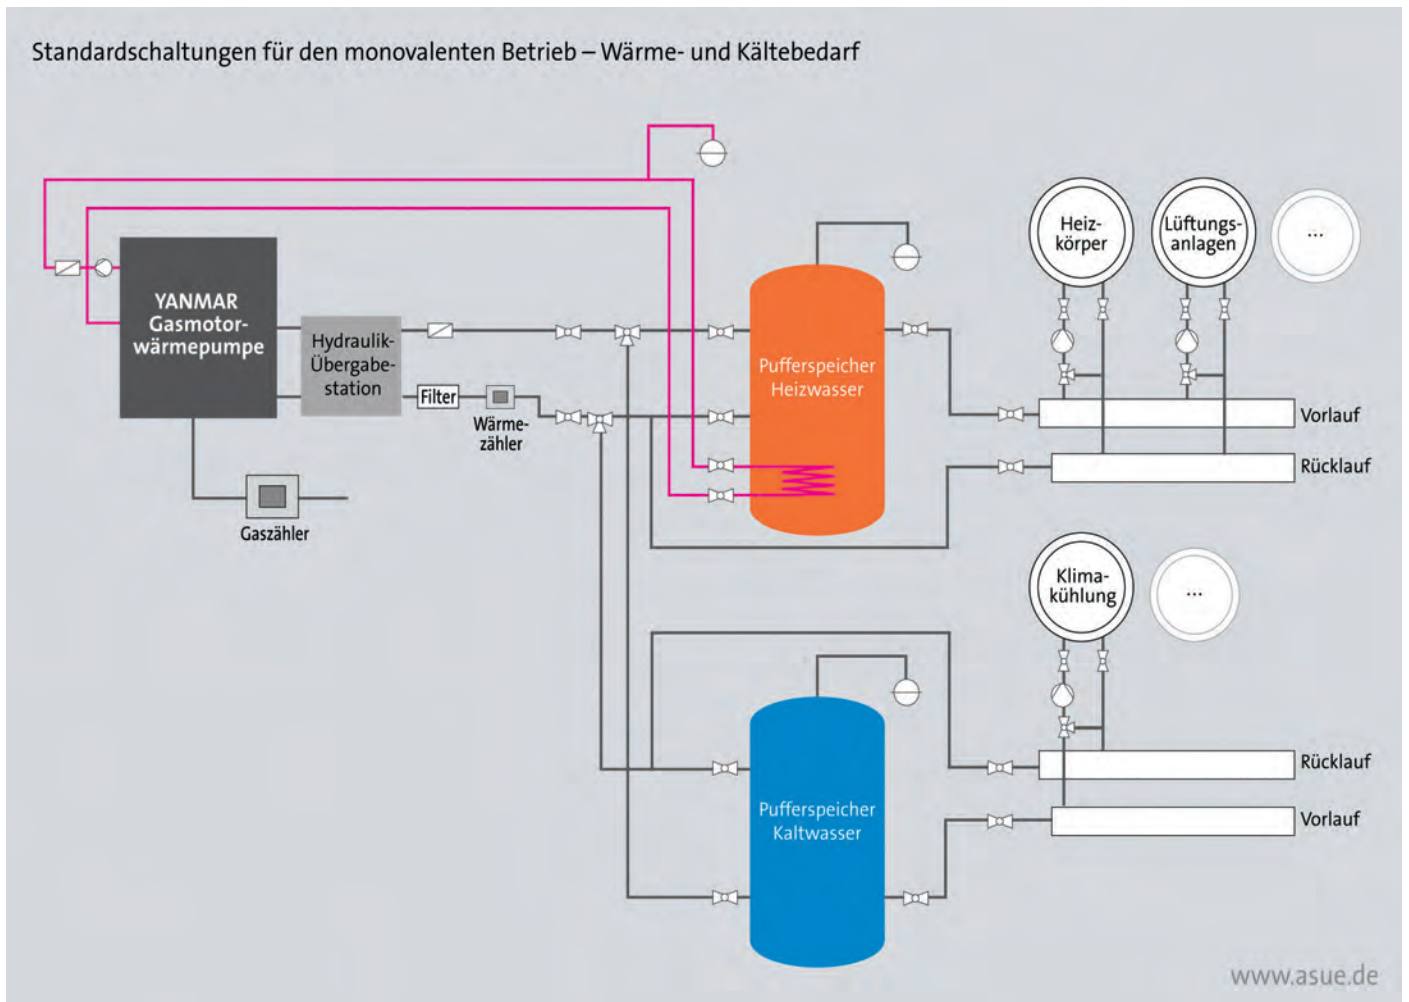 Standardschaltungen für den monovalenten Betrieb – Wärme- und Kältebedarf
Heiz-
körper
Lüftungs-
anlagen
...
YANMAR
Gasmotor-
wärmepumpe
Hydraulik-
Übergabe-
station
Filter
Wärme-
zähler
Gaszähler
Pufferspeicher
Heizwasser
Vorlauf
Rücklauf
Klima-
kühlung
...
Pufferspeicher
Kaltwasser
Rücklauf
Vorlauf
www.asue.de